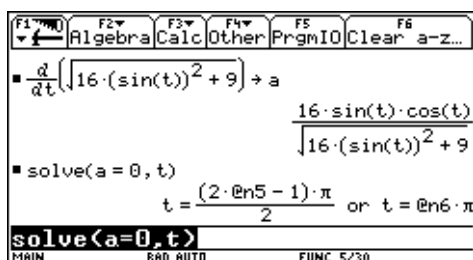 F1 F2 F3 F4 F5 F6
Algebra Calc Other PrgmIO Clear a-z…
▪ d/dt(√(16·(sin(t))² + 9)) → a
16·sin(t)·cos(t) / √(16·(sin(t))² + 9)
▪ solve(a = 0, t)
t = (2·@n5 − 1)·π / 2 or t = @n6·π
solve(a=0,t)
MAIN RAD AUTO FUNC 5/30